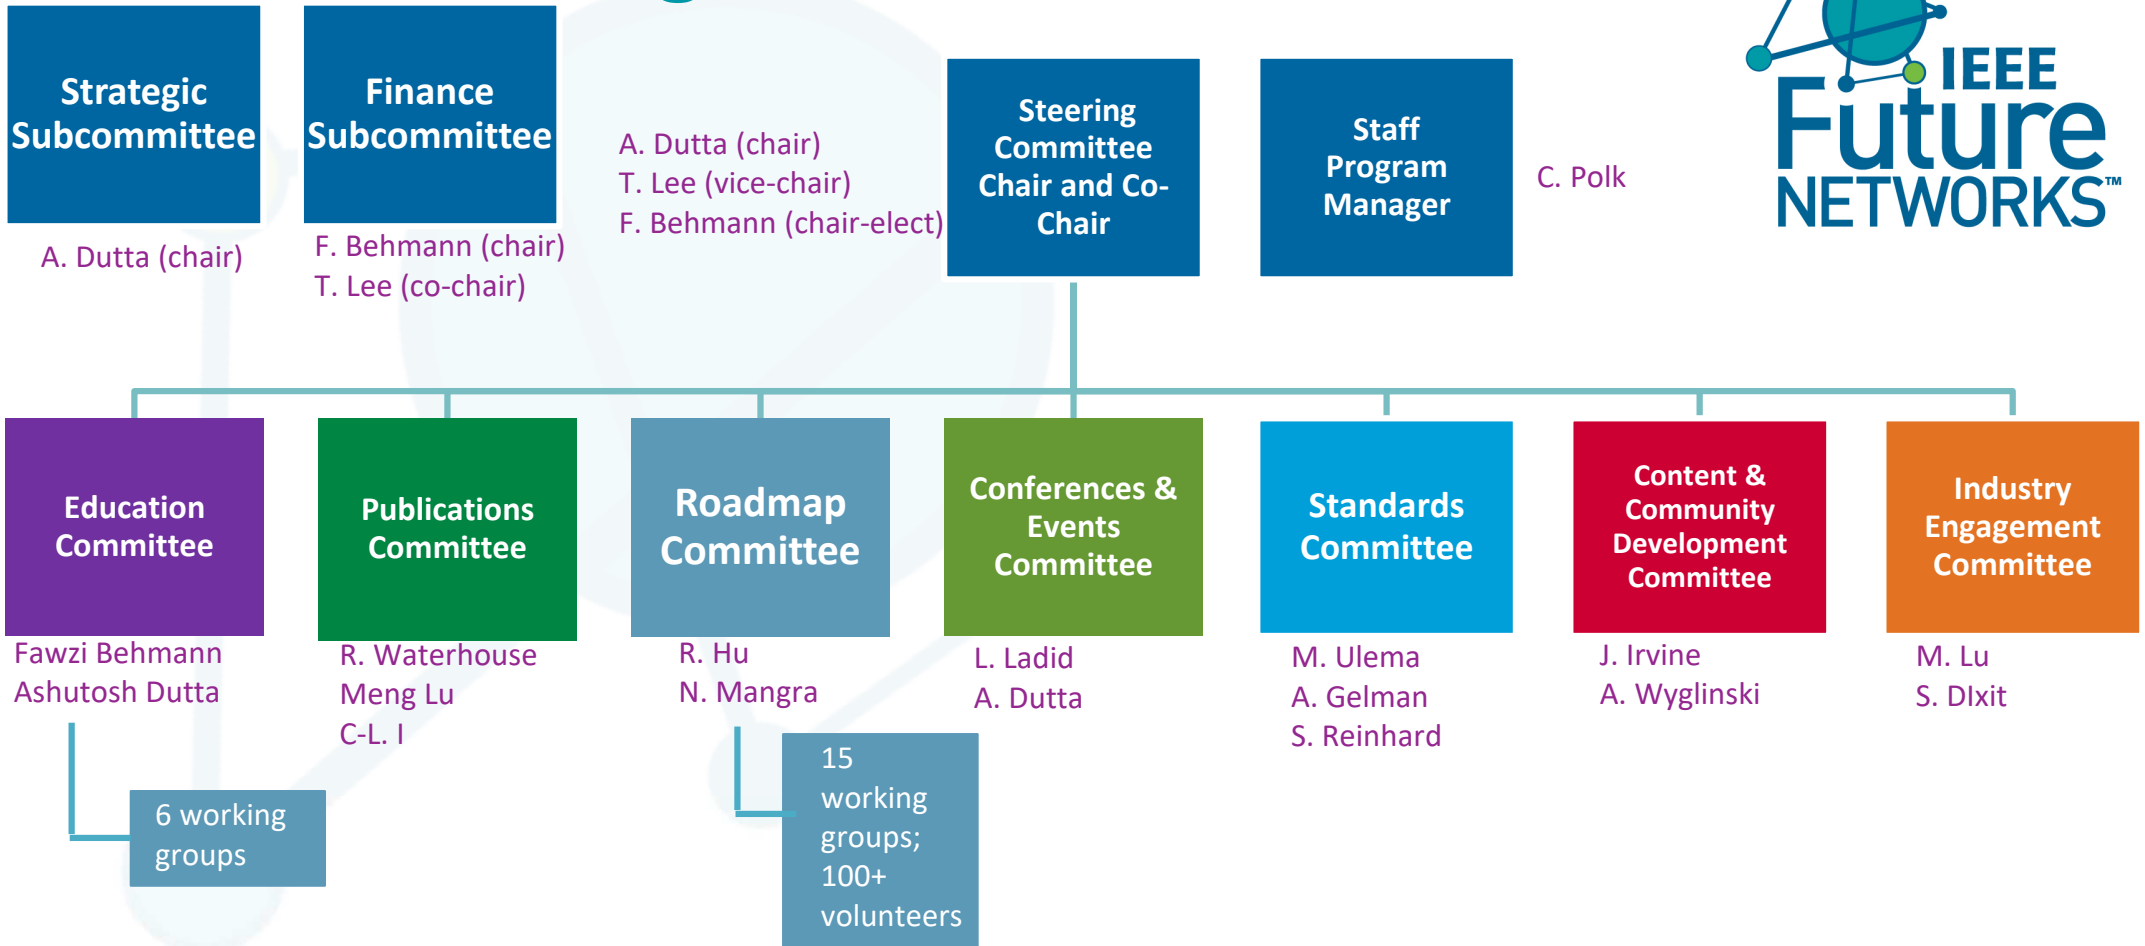 Strategic
Subcommittee
A. Dutta (chair)
Finance
Subcommittee
F. Behmann (chair)
T. Lee (co-chair)
A. Dutta (chair)
T. Lee (vice-chair)
F. Behmann (chair-elect)
Steering
Committee
Chair and Co-
Chair
Staff
Program
Manager
C. Polk
IEEE
Future
NETWORKS™
Education
Committee
Fawzi Behmann
Ashutosh Dutta
6 working
groups
Publications
Committee
R. Waterhouse
Meng Lu
C-L. I
Roadmap
Committee
R. Hu
N. Mangra
15
working
groups;
100+
volunteers
Conferences &
Events
Committee
L. Ladid
A. Dutta
Standards
Committee
M. Ulema
A. Gelman
S. Reinhard
Content &
Community
Development
Committee
J. Irvine
A. Wyglinski
Industry
Engagement
Committee
M. Lu
S. DIxit